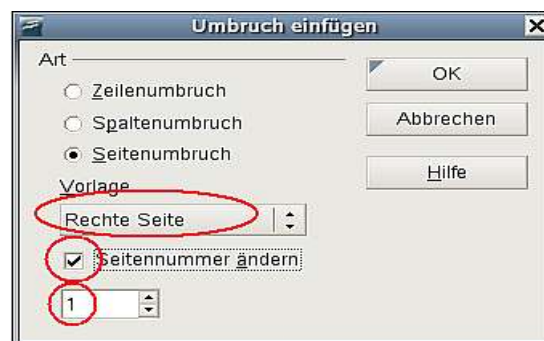 Umbruch einfügen
Art
Zeilenumbruch
Spaltenumbruch
Seitenumbruch
Vorlage
Rechte Seite
Seitennummer ändern
1
OK
Abbrechen
Hilfe